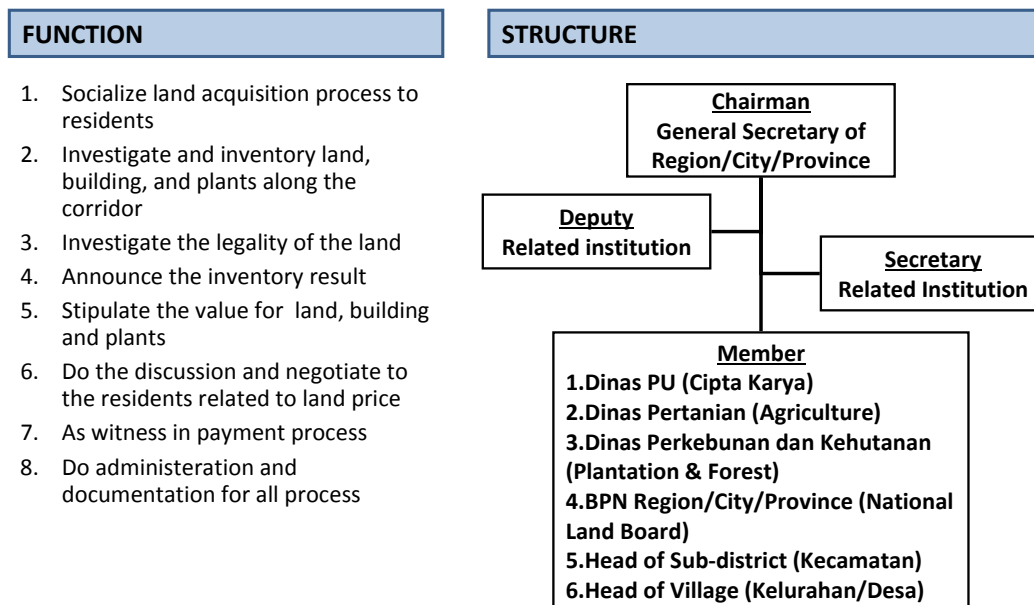 FUNCTION
1. Socialize land acquisition process to
residents
2. Investigate and inventory land,
building, and plants along the
corridor
3. Investigate the legality of the land
4. Announce the inventory result
5. Stipulate the value for land, building
and plants
6. Do the discussion and negotiate to
the residents related to land price
7. As witness in payment process
8. Do administeration and
documentation for all process
STRUCTURE
Chairman
General Secretary of
Region/City/Province
Deputy
Related institution
Secretary
Related Institution
Member
1.Dinas PU (Cipta Karya)
2.Dinas Pertanian (Agriculture)
3.Dinas Perkebunan dan Kehutanan
(Plantation & Forest)
4.BPN Region/City/Province (National
Land Board)
5.Head of Sub-district (Kecamatan)
6.Head of Village (Kelurahan/Desa)